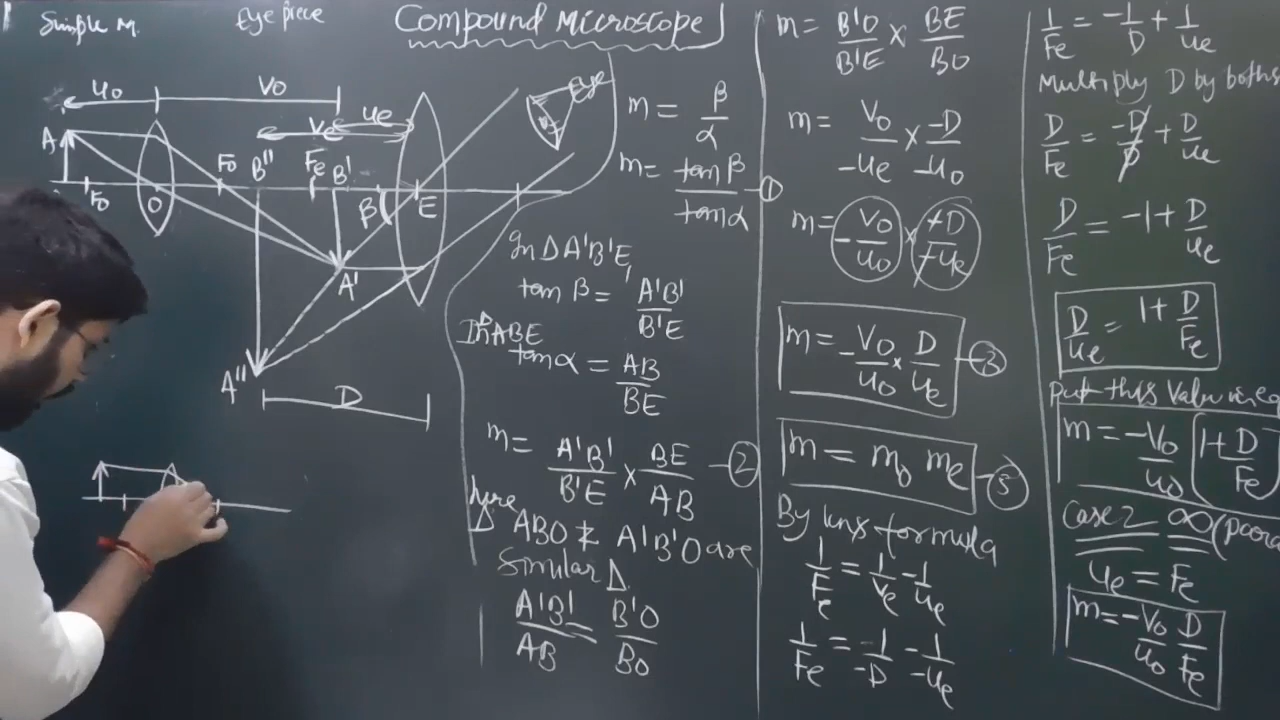 Simple M.
Eye piece
Compound Microscope
uo
Vo
ue
Ve
Eye
A
Fo
B''
Fe
B'
Fo
O
β
E
A'
A''
D
m = β/α
m = tanβ/tanα —①
In ΔA'B'E,
tan β = A'B'/B'E
In ΔABE
tanα = AB/BE
m = A'B'/B'E × BE/AB —②
here
Δ ABO & A'B'O are
Similar Δ
A'B'/AB = B'O/BO
m = B'O/B'E × BE/BO
m = Vo/-ue × -D/-uo
m = -Vo/uo × +D/+ue
m = -Vo/uo × D/ue —③
m = mo me —⑤
By lens formula
1/Fe = 1/Ve - 1/ue
1/Fe = -1/-D - 1/-ue
1/Fe = -1/D + 1/ue
Multiply D by boths
D/Fe = -D/D + D/ue
D/Fe = -1 + D/ue
D/ue = 1 + D/Fe
Put this Value in eq
m = -Vo/uo (1 + D/Fe)
Case 2 ∞ (para
ue = Fe
m = -Vo/uo D/Fe